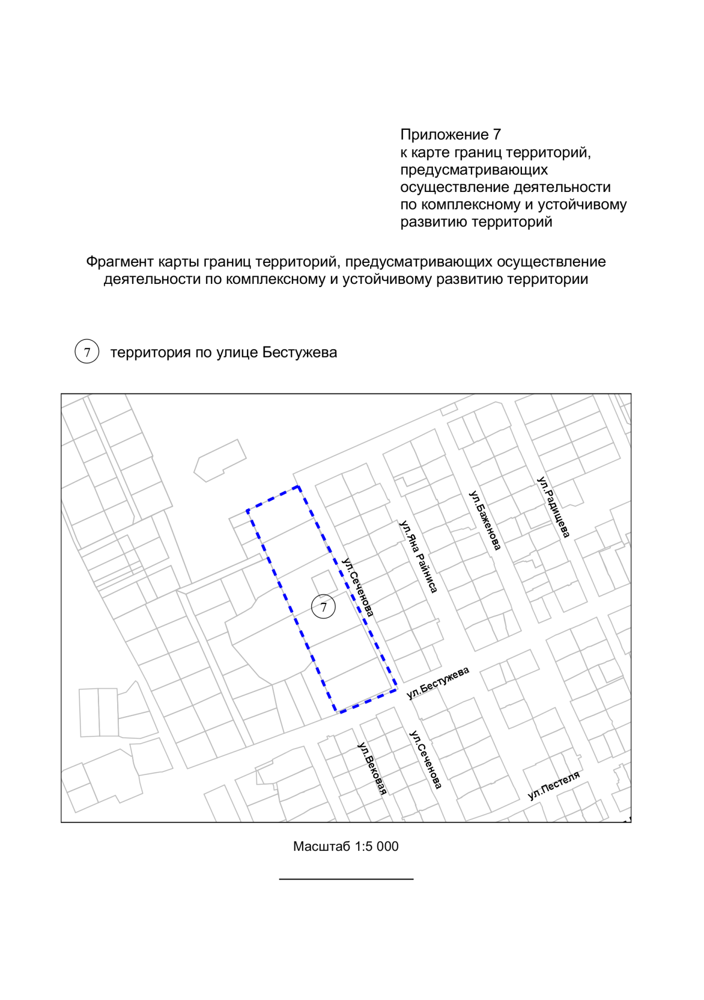 Приложение 7
к карте границ территорий,
предусматривающих
осуществление деятельности
по комплексному и устойчивому
развитию территорий
Фрагмент карты границ территорий, предусматривающих осуществление
деятельности по комплексному и устойчивому развитию территории
7 территория по улице Бестужева
ул.Радищева
ул.Баженова
ул.Яна Райниса
ул.Сеченова
7
ул.Бестужева
ул.Сеченова
ул.Вековая
ул.Пестеля
Масштаб 1:5 000